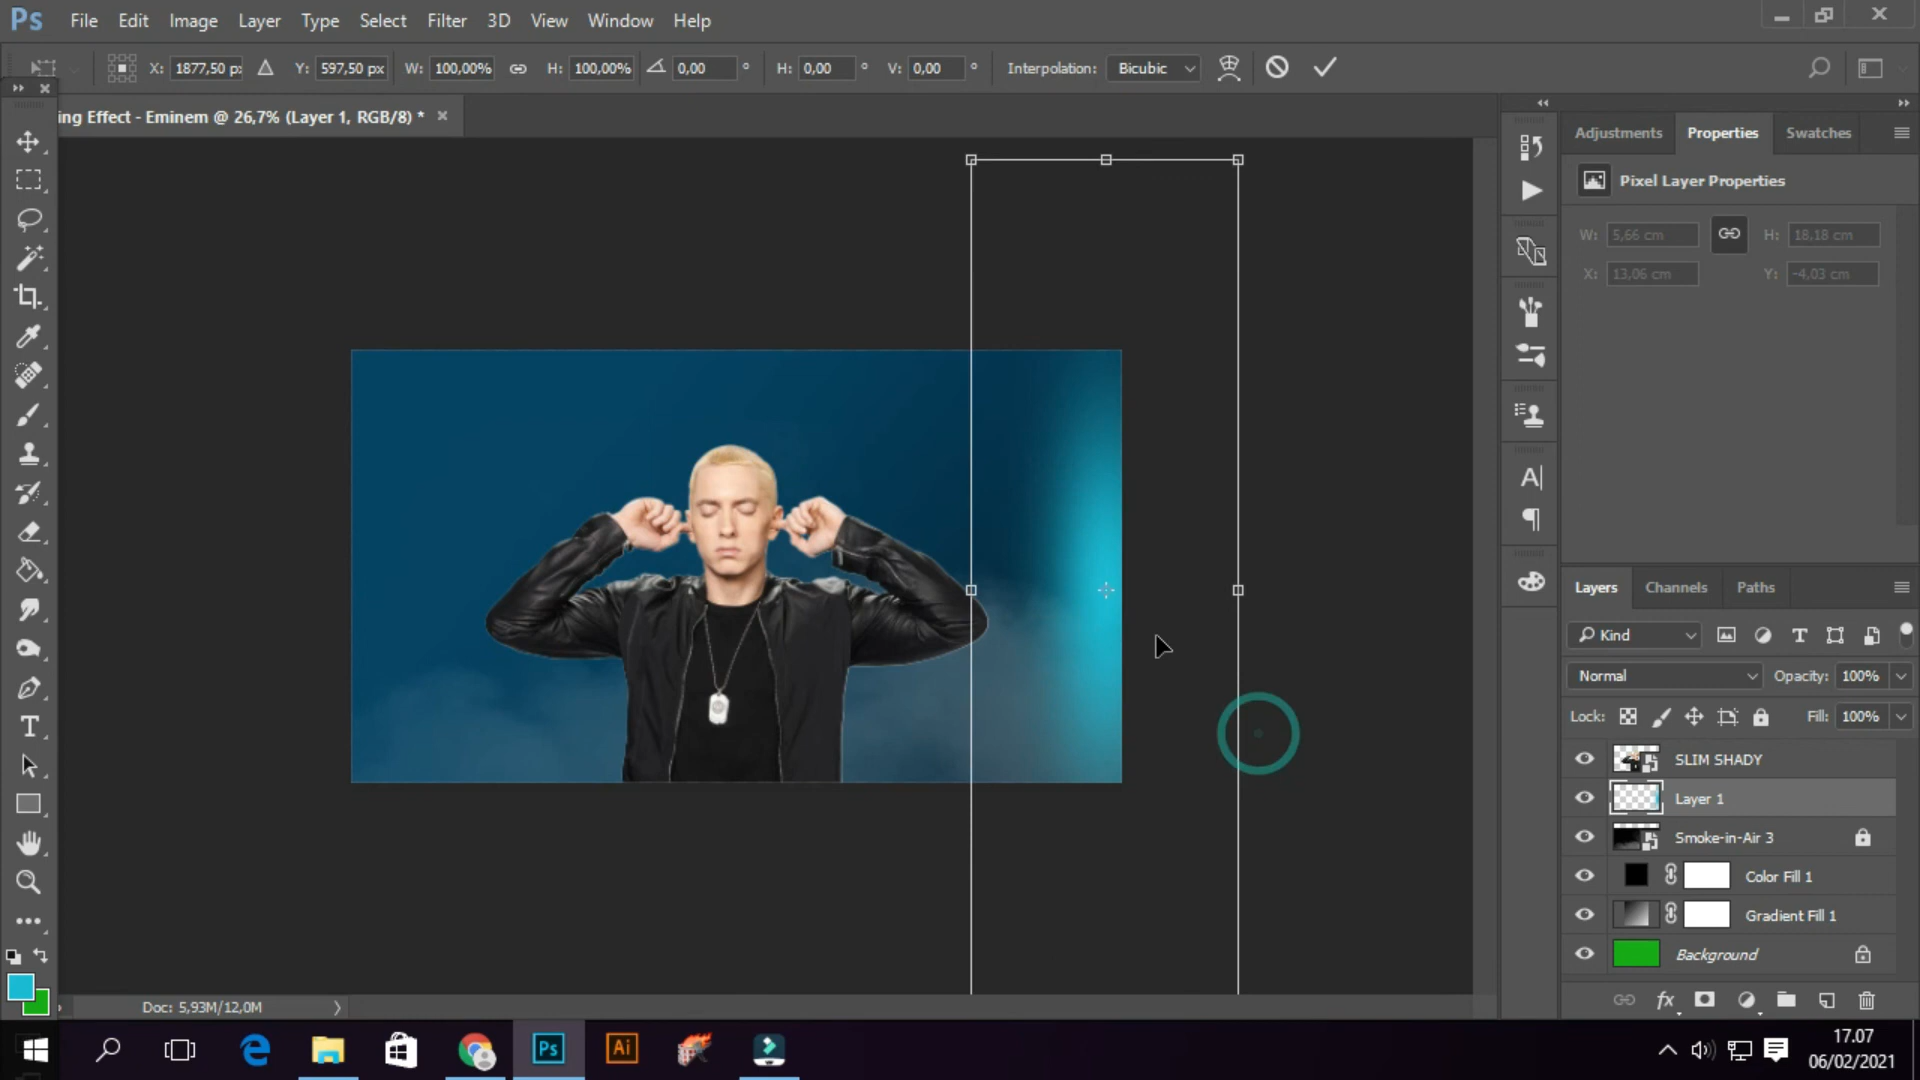 Ps File Edit Image Layer Type Select Filter 3D View Window Help
X: 1877,50 p Y: 597,50 px W: 100,00% H: 100,00% 0,00 ° H: 0,00 ° V: 0,00 ° Interpolation: Bicubic
ing Effect - Eminem @ 26,7% (Layer 1, RGB/8) *
Adjustments Properties Swatches
Pixel Layer Properties
W: 5,66 cm H: 18,18 cm
X: 13,06 cm Y: -4,03 cm
Layers Channels Paths
Kind
Normal Opacity: 100%
Lock: Fill: 100%
SLIM SHADY
Layer 1
Smoke-in-Air 3
Color Fill 1
Gradient Fill 1
Background
Doc: 5,93M/12,0M
Ps Ai
17.07
06/02/2021